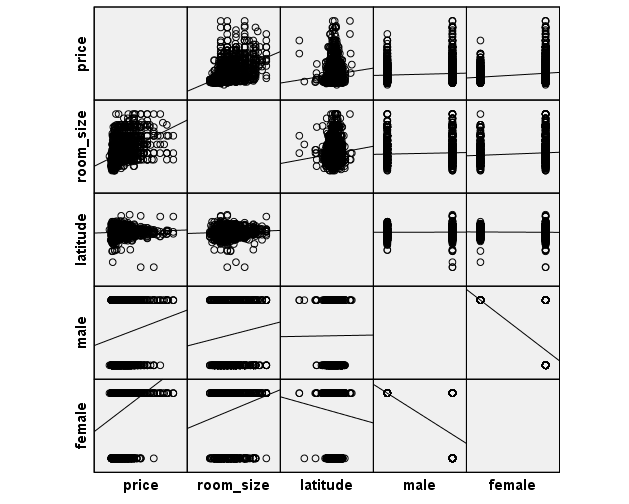 price
room_size
latitude
male
female
price room_size latitude male female